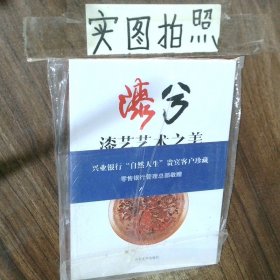 实图拍照
漆兮
漆艺艺术之美
兴业银行“自然人生”贵宾客户珍藏
零售银行管理总部敬赠